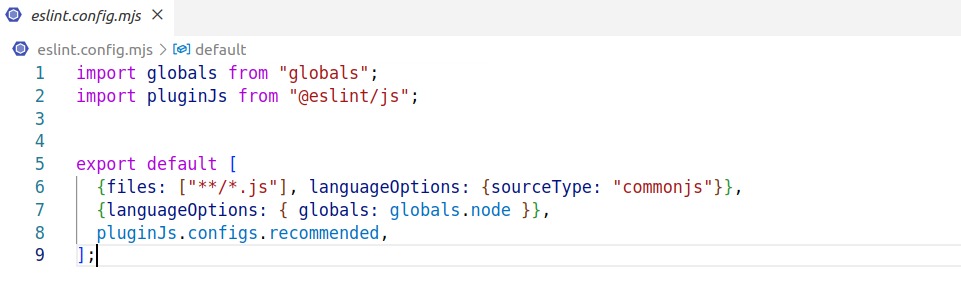 eslint.config.mjs
eslint.config.mjs > default
1 import globals from "globals";
2 import pluginJs from "@eslint/js";
3
4
5 export default [
6   {files: ["**/*.js"], languageOptions: {sourceType: "commonjs"}},
7   {languageOptions: { globals: globals.node }},
8   pluginJs.configs.recommended,
9 ];